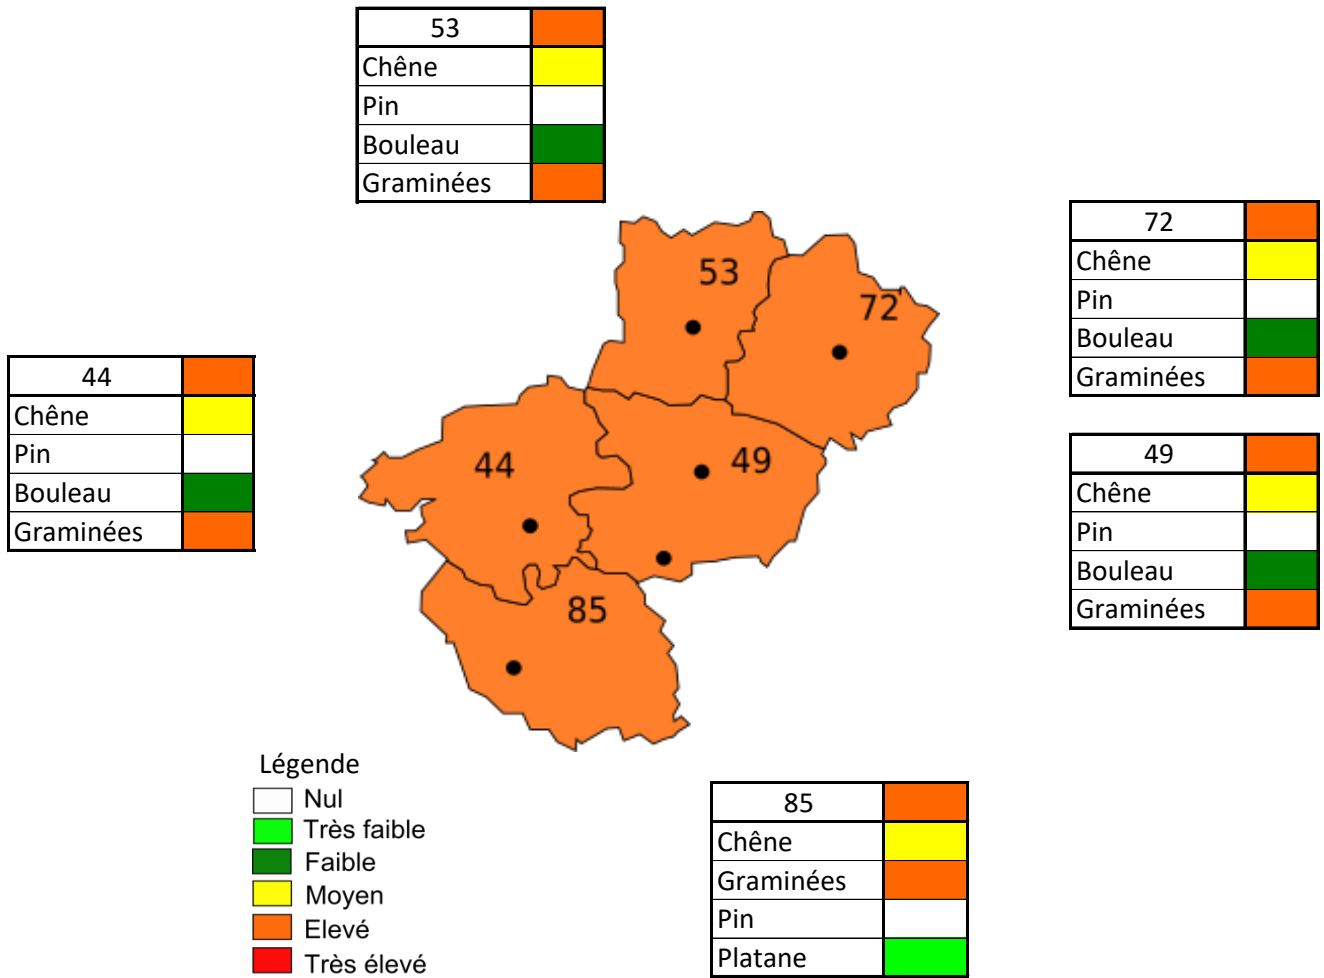 53
Chêne
Pin
Bouleau
Graminées
53
72
72
Chêne
Pin
Bouleau
Graminées
44
Chêne
Pin
Bouleau
Graminées
44
49
49
Chêne
Pin
Bouleau
Graminées
85
Légende
Nul
Très faible
Faible
Moyen
Elevé
Très élevé
85
Chêne
Graminées
Pin
Platane